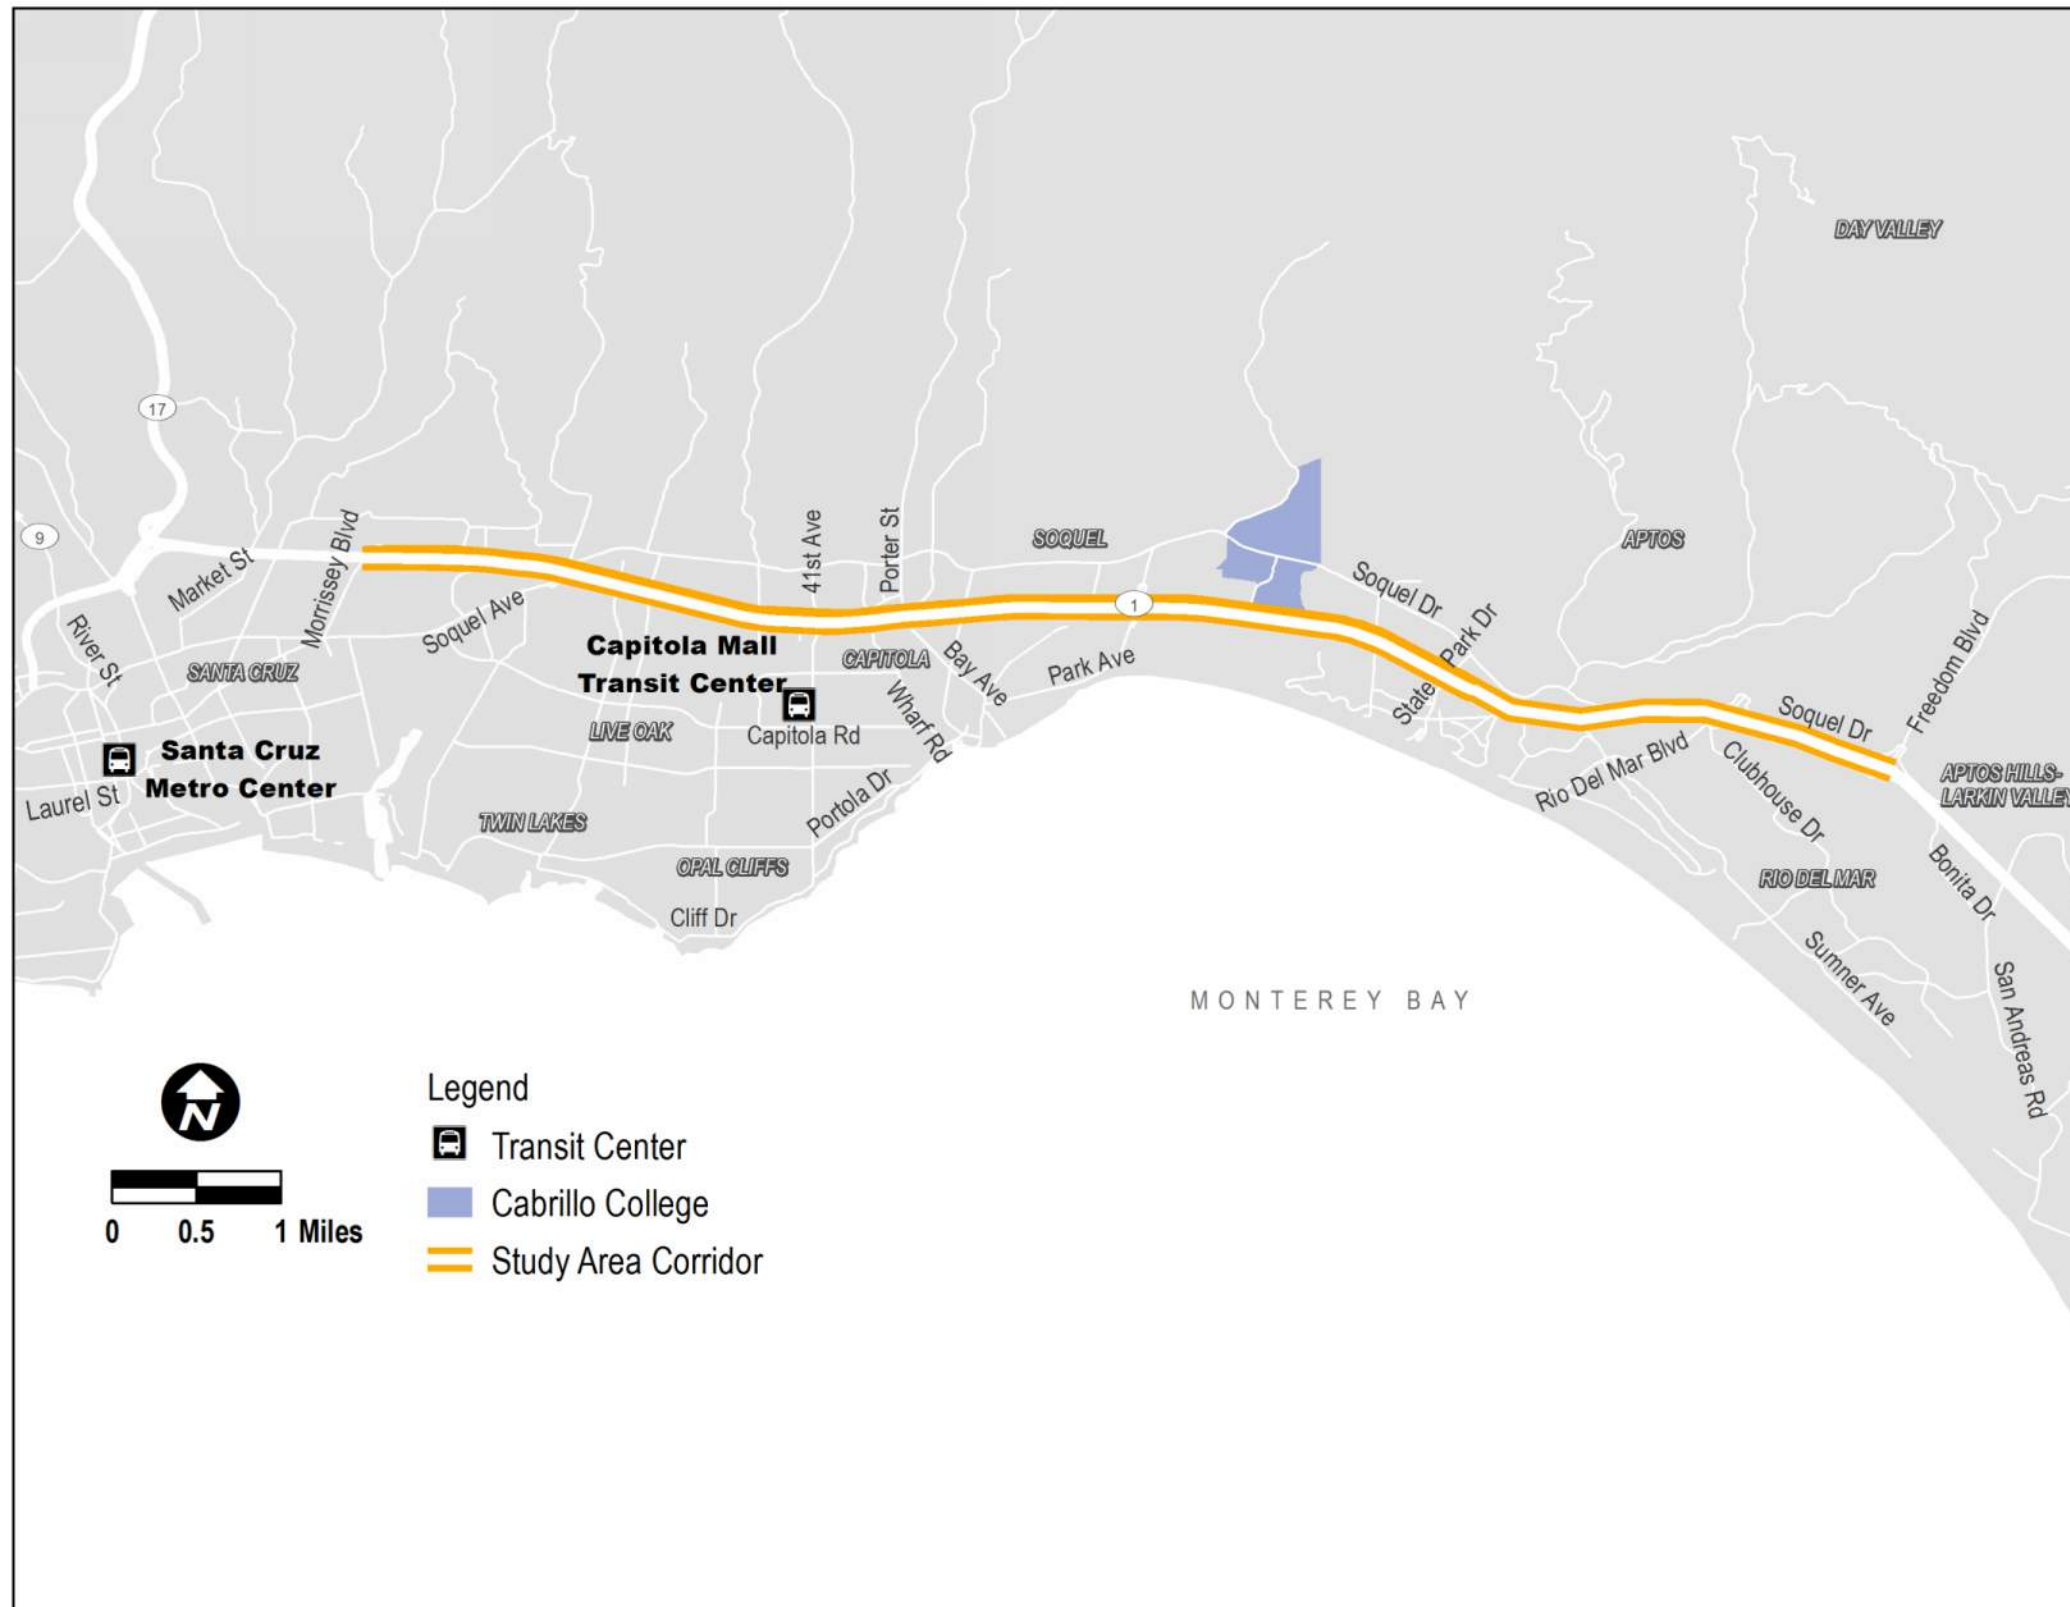 DAY VALLEY
17
9
Market St
Morrissey Blvd
41st Ave
Porter St
SOQUEL
APTOS
Soquel Dr
1
Soquel Ave
River St
SANTA CRUZ
Capitola Mall
Transit Center
CAPITOLA
Bay Ave
Park Ave
State Park Dr
Freedom Blvd
Wharf Rd
LIVE OAK
Capitola Rd
Soquel Dr
Rio Del Mar Blvd
Clubhouse Dr
APTOS HILLS-
LARKIN VALLEY
Santa Cruz
Metro Center
Laurel St
TWIN LAKES
Portola Dr
OPAL CLIFFS
RIO DEL MAR
Bonita Dr
Cliff Dr
Sumner Ave
San Andreas Rd
MONTEREY BAY
N
0 0.5 1 Miles
Legend
Transit Center
Cabrillo College
Study Area Corridor